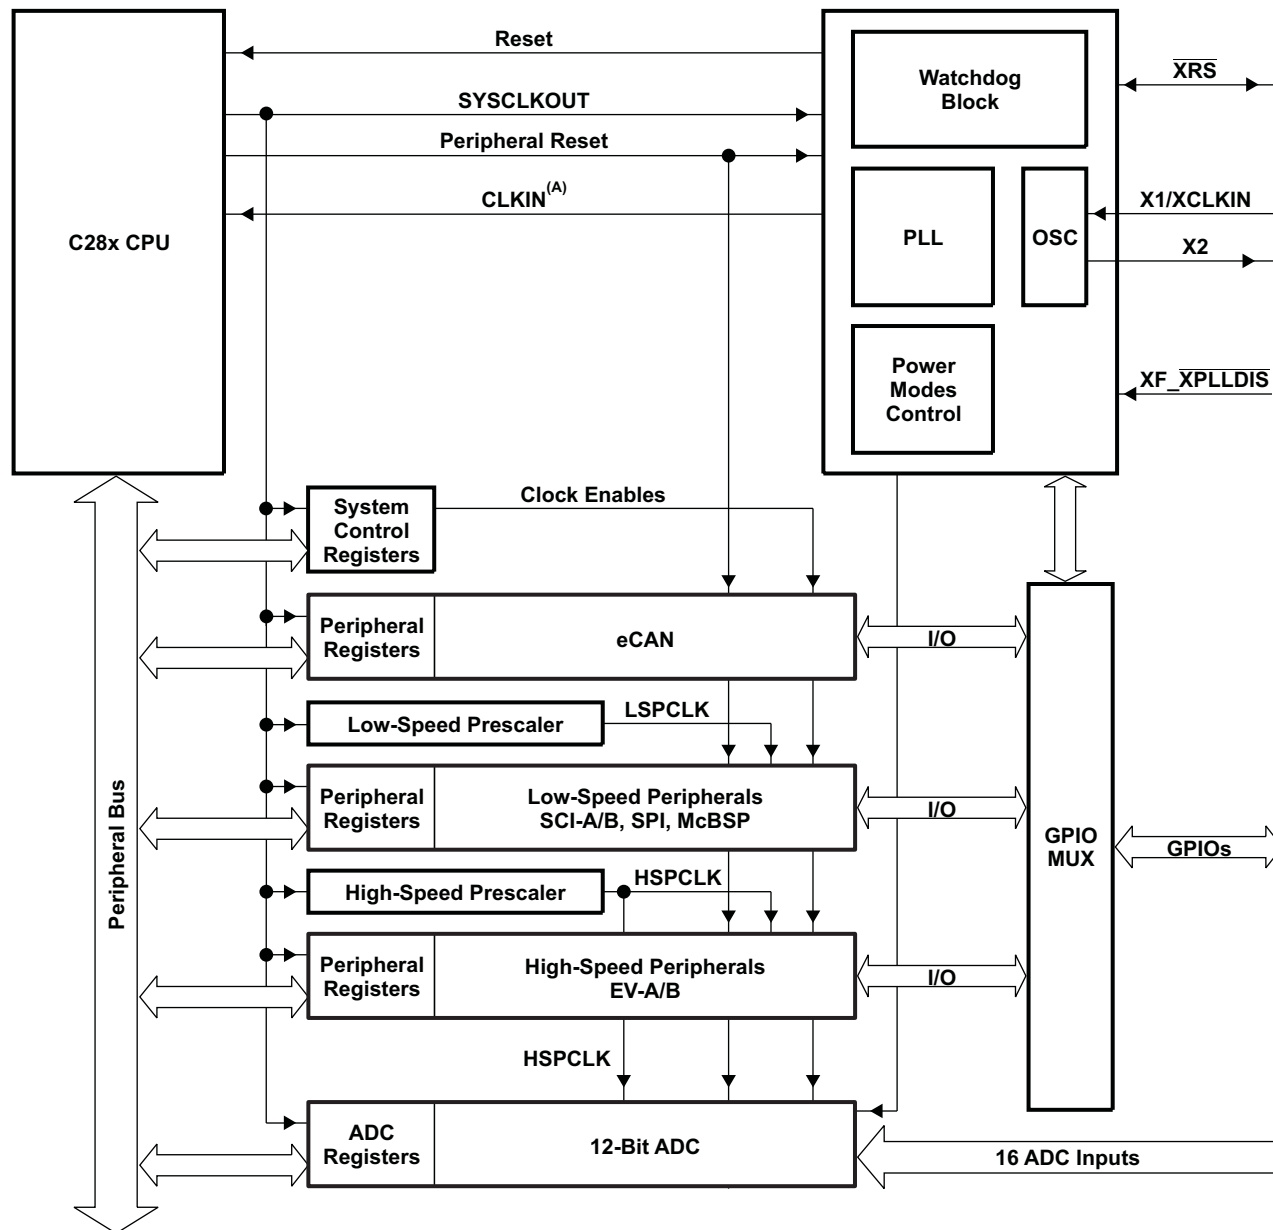 Reset
SYSCLKOUT
Peripheral Reset
CLKIN(A)
C28x CPU
Watchdog
Block
PLL
OSC
Power
Modes
Control
XRS
X1/XCLKIN
X2
XF_XPLLDIS
System
Control
Registers
Clock Enables
Peripheral
Registers
eCAN
I/O
Low-Speed Prescaler
LSPCLK
Peripheral
Registers
Low-Speed Peripherals
SCI-A/B, SPI, McBSP
I/O
High-Speed Prescaler
HSPCLK
Peripheral
Registers
High-Speed Peripherals
EV-A/B
I/O
HSPCLK
ADC
Registers
12-Bit ADC
16 ADC Inputs
GPIO
MUX
GPIOs
Peripheral Bus